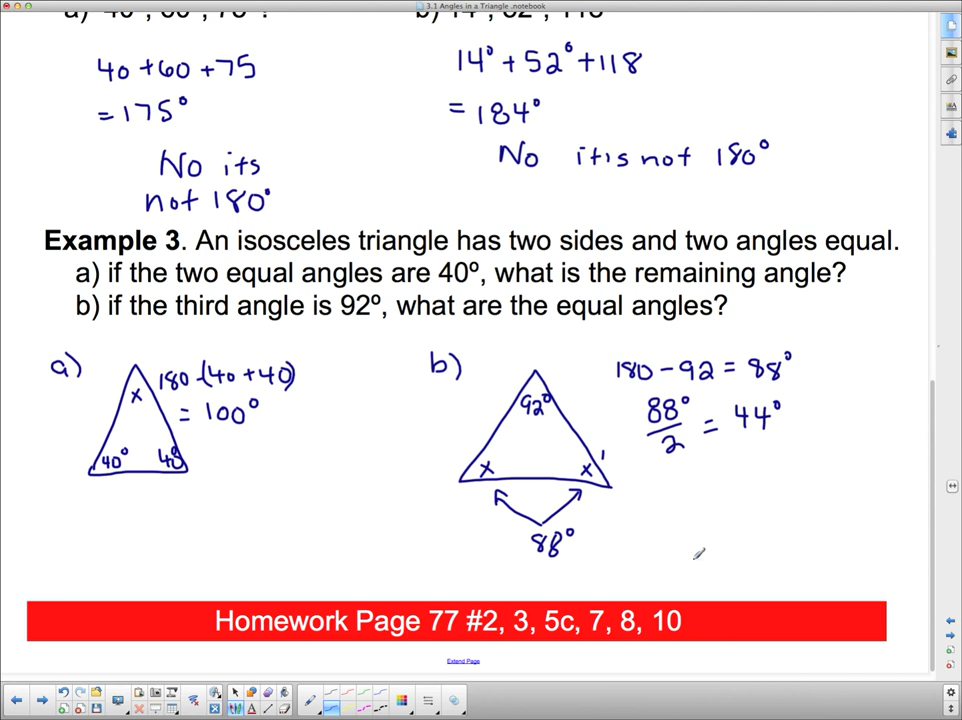 3.1 Angles in a Triangle .notebook
40 +60 +75
= 175°
No its
not 180°
14° + 52° +118
= 184°
No it's not 180°
Example 3. An isosceles triangle has two sides and two angles equal.
a) if the two equal angles are 40º, what is the remaining angle?
b) if the third angle is 92º, what are the equal angles?
a)
180 -(40 +40)
= 100°
x
40° 40°
b)
92°
x x
88°
180 - 92 = 88°
88°/2 = 44°
Homework Page 77 #2, 3, 5c, 7, 8, 10
Extend Page